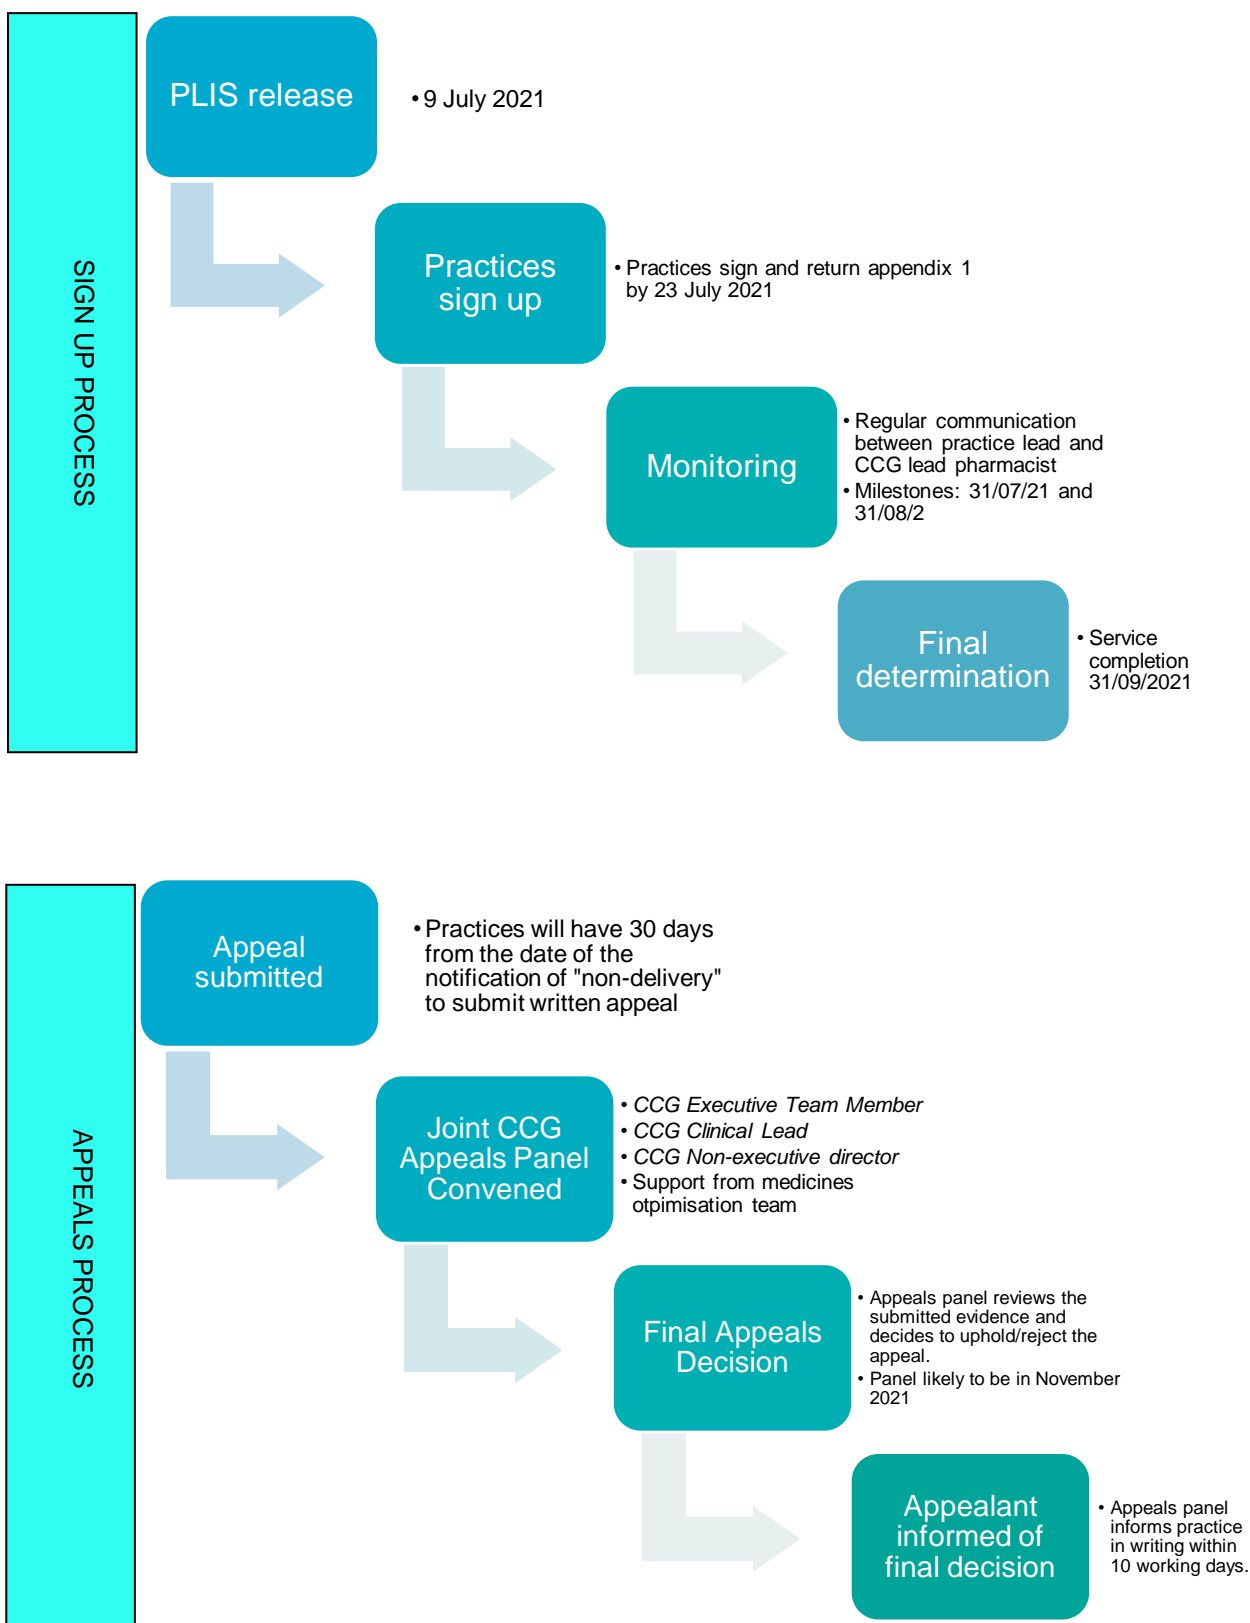 SIGN UP PROCESS
PLIS release
• 9 July 2021
Practices
sign up
• Practices sign and return appendix 1
by 23 July 2021
Monitoring
• Regular communication
between practice lead and
CCG lead pharmacist
• Milestones: 31/07/21 and
31/08/2
Final
determination
• Service
completion
31/09/2021
APPEALS PROCESS
Appeal
submitted
• Practices will have 30 days
from the date of the
notification of "non-delivery"
to submit written appeal
Joint CCG
Appeals Panel
Convened
• CCG Executive Team Member
• CCG Clinical Lead
• CCG Non-executive director
• Support from medicines
otpimisation team
Final Appeals
Decision
• Appeals panel reviews the
submitted evidence and
decides to uphold/reject the
appeal.
• Panel likely to be in November
2021
Appealant
informed of
final decision
• Appeals panel
informs practice
in writing within
10 working days.